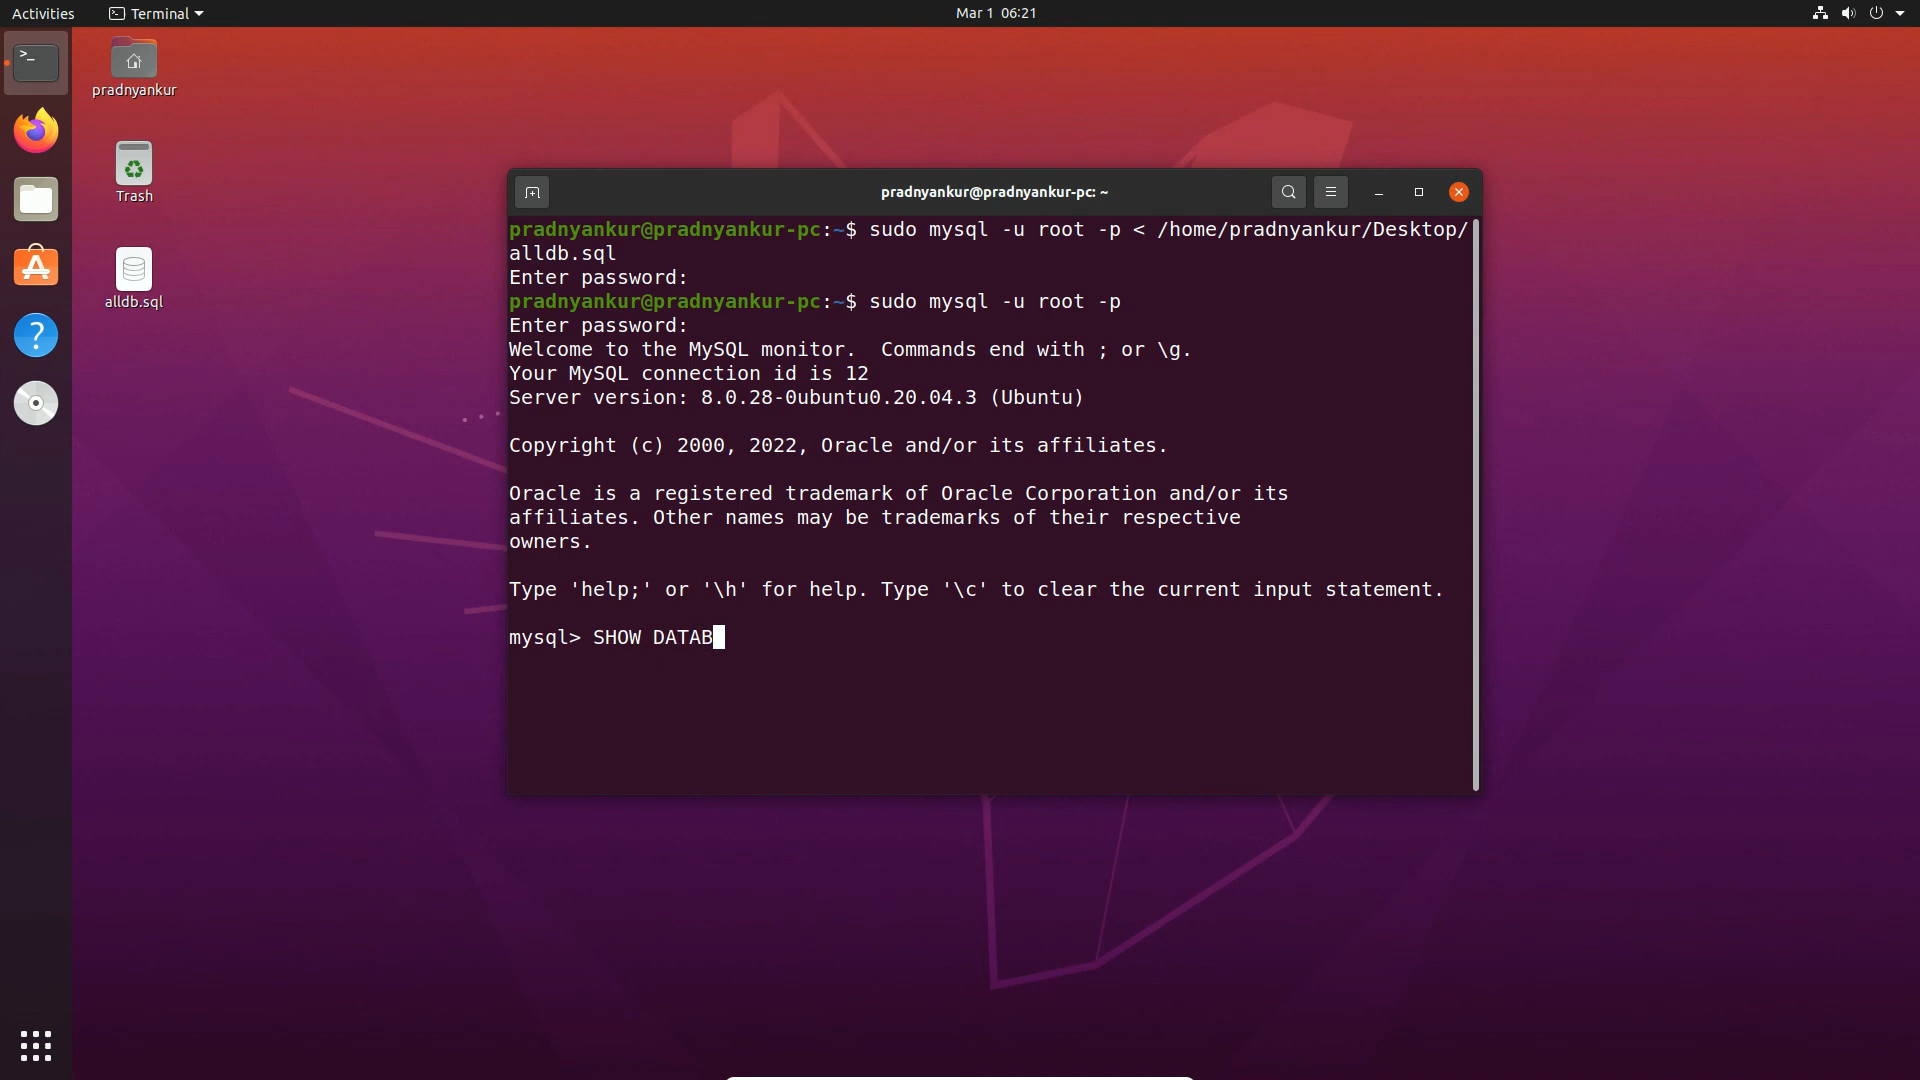 Activities
Terminal
Mar 1 06:21
pradnyankur
Trash
alldb.sql
pradnyankur@pradnyankur-pc: ~
pradnyankur@pradnyankur-pc:~$ sudo mysql -u root -p < /home/pradnyankur/Desktop/
alldb.sql
Enter password:
pradnyankur@pradnyankur-pc:~$ sudo mysql -u root -p
Enter password:
Welcome to the MySQL monitor.  Commands end with ; or \g.
Your MySQL connection id is 12
Server version: 8.0.28-0ubuntu0.20.04.3 (Ubuntu)
Copyright (c) 2000, 2022, Oracle and/or its affiliates.
Oracle is a registered trademark of Oracle Corporation and/or its
affiliates. Other names may be trademarks of their respective
owners.
Type 'help;' or '\h' for help. Type '\c' to clear the current input statement.
mysql> SHOW DATAB